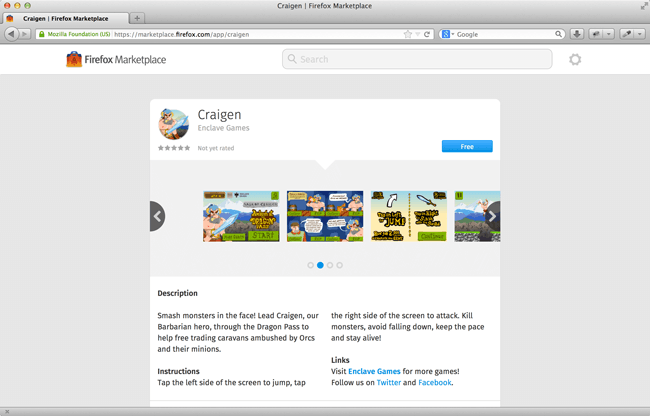 Craigen | Firefox Marketplace
Craigen | Firefox Marketplace
Mozilla Foundation (US) https://marketplace.firefox.com/app/craigen
Google
Firefox Marketplace
Search
Craigen
Enclave Games
Not yet rated
Free
START!
JUMP
Continue
Description
Smash monsters in the face! Lead Craigen, our
Barbarian hero, through the Dragon Pass to
help free trading caravans ambushed by Orcs
and their minions.
Instructions
Tap the left side of the screen to jump, tap
the right side of the screen to attack. Kill
monsters, avoid falling down, keep the pace
and stay alive!
Links
Visit Enclave Games for more games!
Follow us on Twitter and Facebook.